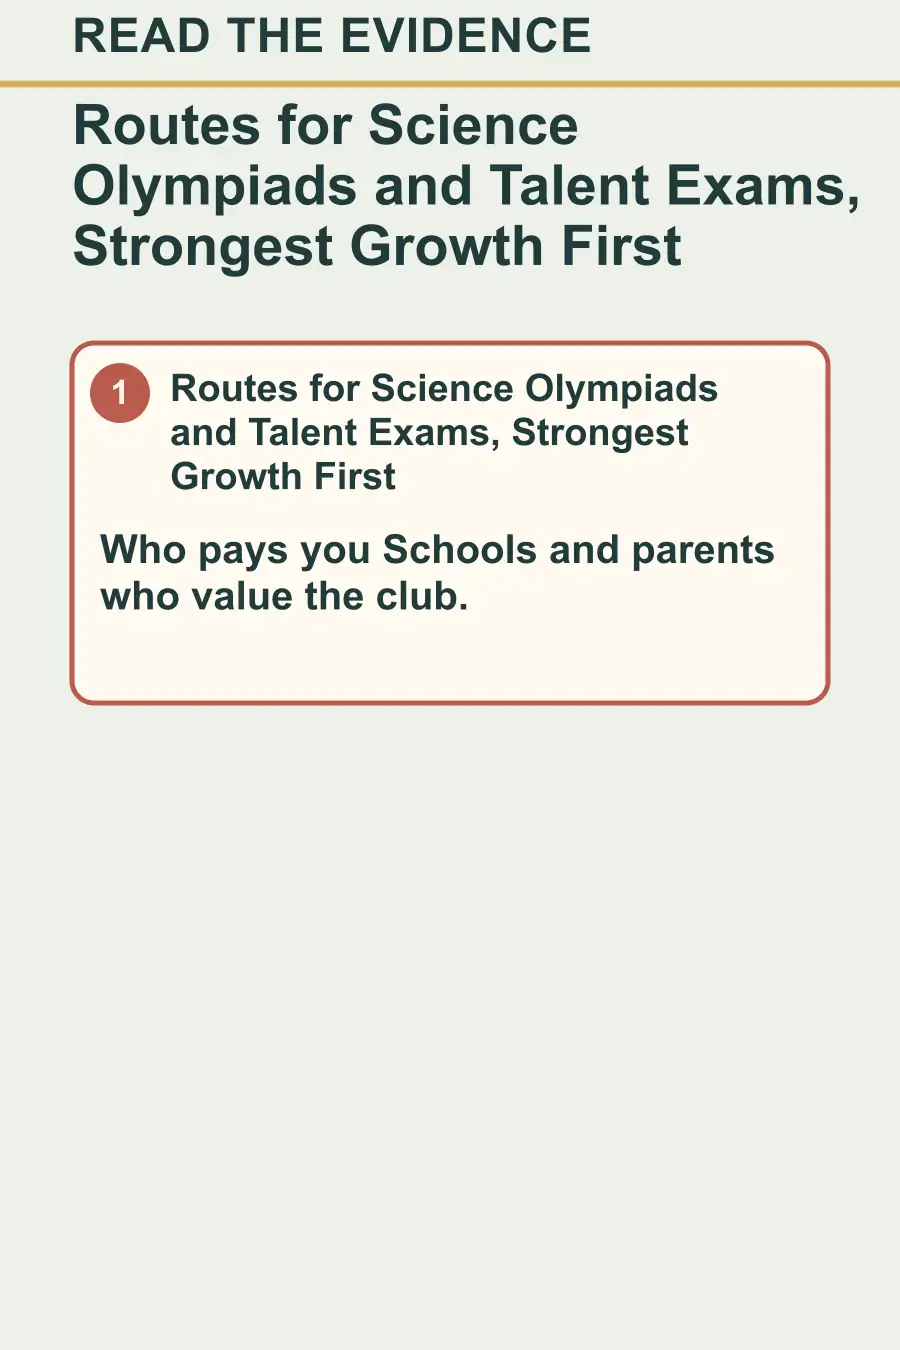 READ THE EVIDENCE
Routes for Science
Olympiads and Talent Exams,
Strongest Growth First
1
Routes for Science Olympiads
and Talent Exams, Strongest
Growth First
Who pays you Schools and parents
who value the club.